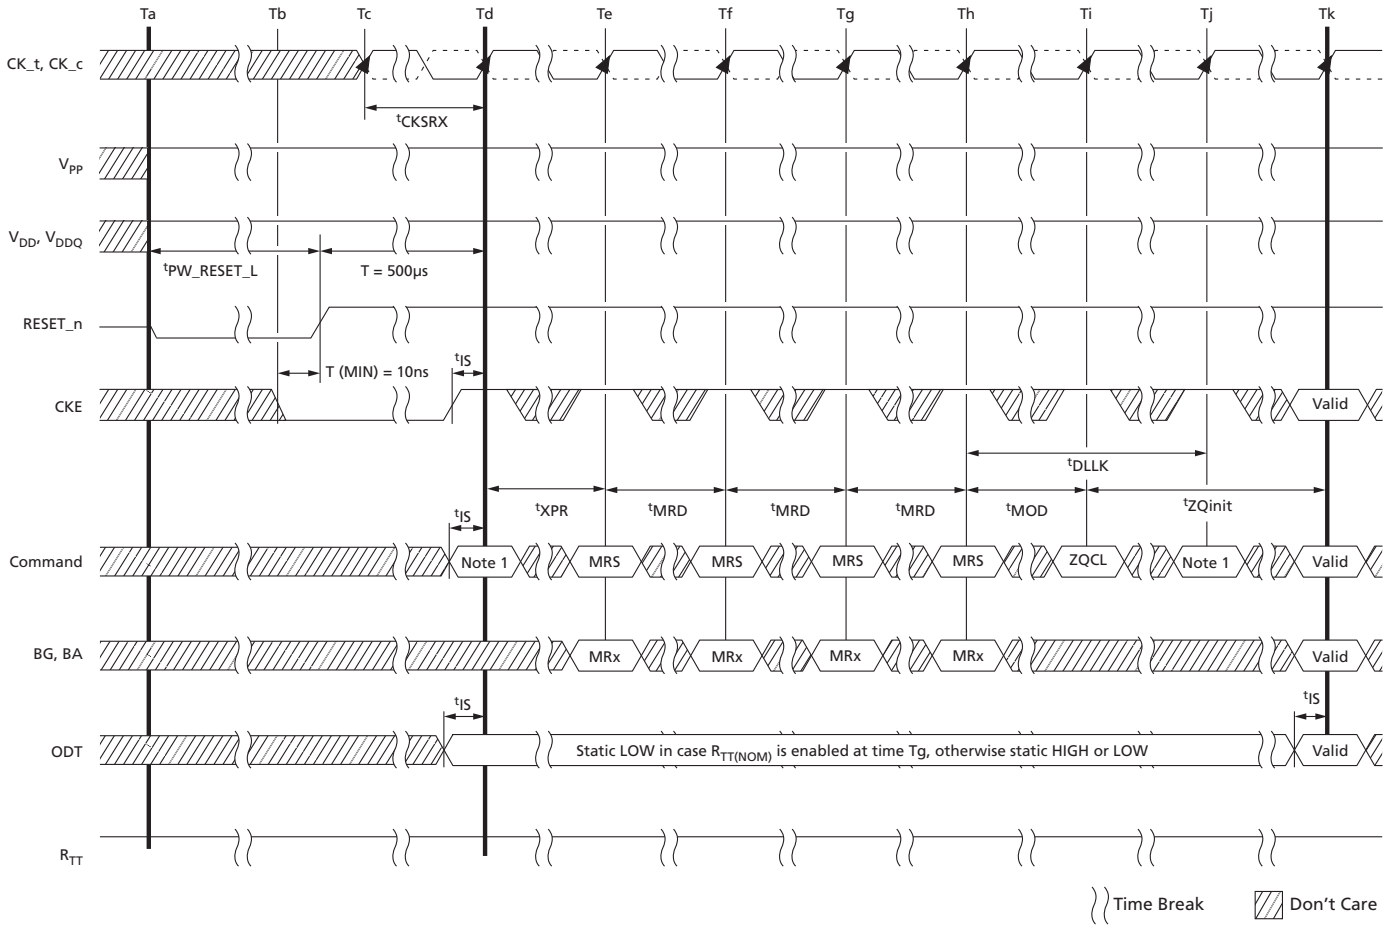 Ta Tb Tc Td Te Tf Tg Th Ti Tj Tk
CK_t, CK_c
tCKSRX
VPP
VDD, VDDQ
tPW_RESET_L T = 500μs
RESET_n
tIS
T (MIN) = 10ns
CKE Valid
tDLLK
tXPR tMRD tMRD tMRD tMOD tZQinit
tIS
Command Note 1 MRS MRS MRS MRS ZQCL Note 1 Valid
BG, BA MRx MRx MRx MRx Valid
tIS tIS
ODT Static LOW in case RTT(NOM) is enabled at time Tg, otherwise static HIGH or LOW Valid
RTT
Time Break Don't Care